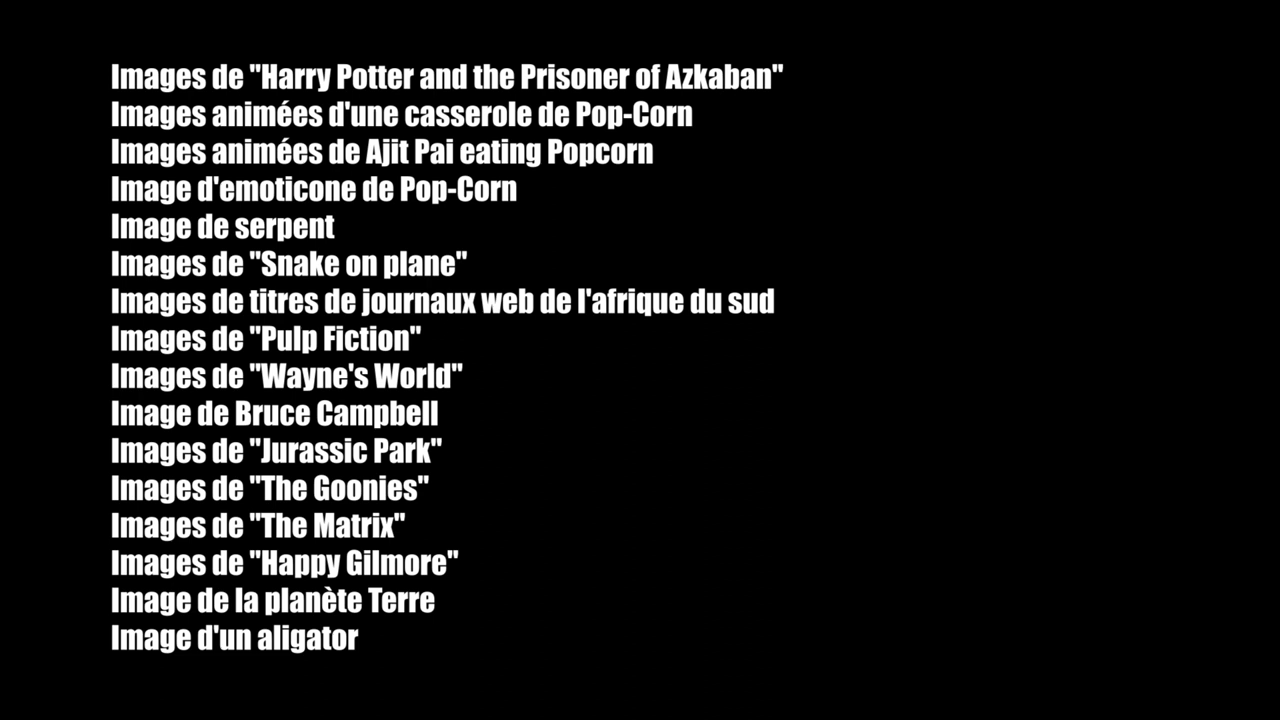 Images de "Harry Potter and the Prisoner of Azkaban"
Images animées d'une casserole de Pop-Corn
Images animées de Ajit Pai eating Popcorn
Image d'emoticone de Pop-Corn
Image de serpent
Images de "Snake on plane"
Images de titres de journaux web de l'afrique du sud
Images de "Pulp Fiction"
Images de "Wayne's World"
Image de Bruce Campbell
Images de "Jurassic Park"
Images de "The Goonies"
Images de "The Matrix"
Images de "Happy Gilmore"
Image de la planète Terre
Image d'un aligator